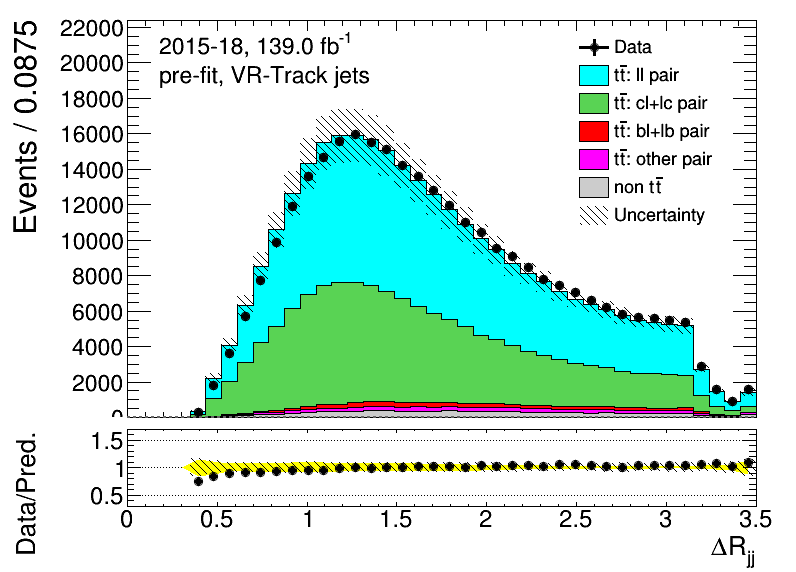 Events / 0.0875
22000
20000
18000
16000
14000
12000
10000
8000
6000
4000
2000
0
2015-18, 139.0 fb⁻¹
pre-fit, VR-Track jets
Data
tt̄: ll pair
tt̄: cl+lc pair
tt̄: bl+lb pair
tt̄: other pair
non tt̄
Uncertainty
Data/Pred.
1.5
1
0.5
0 0.5 1 1.5 2 2.5 3 3.5
ΔR_jj